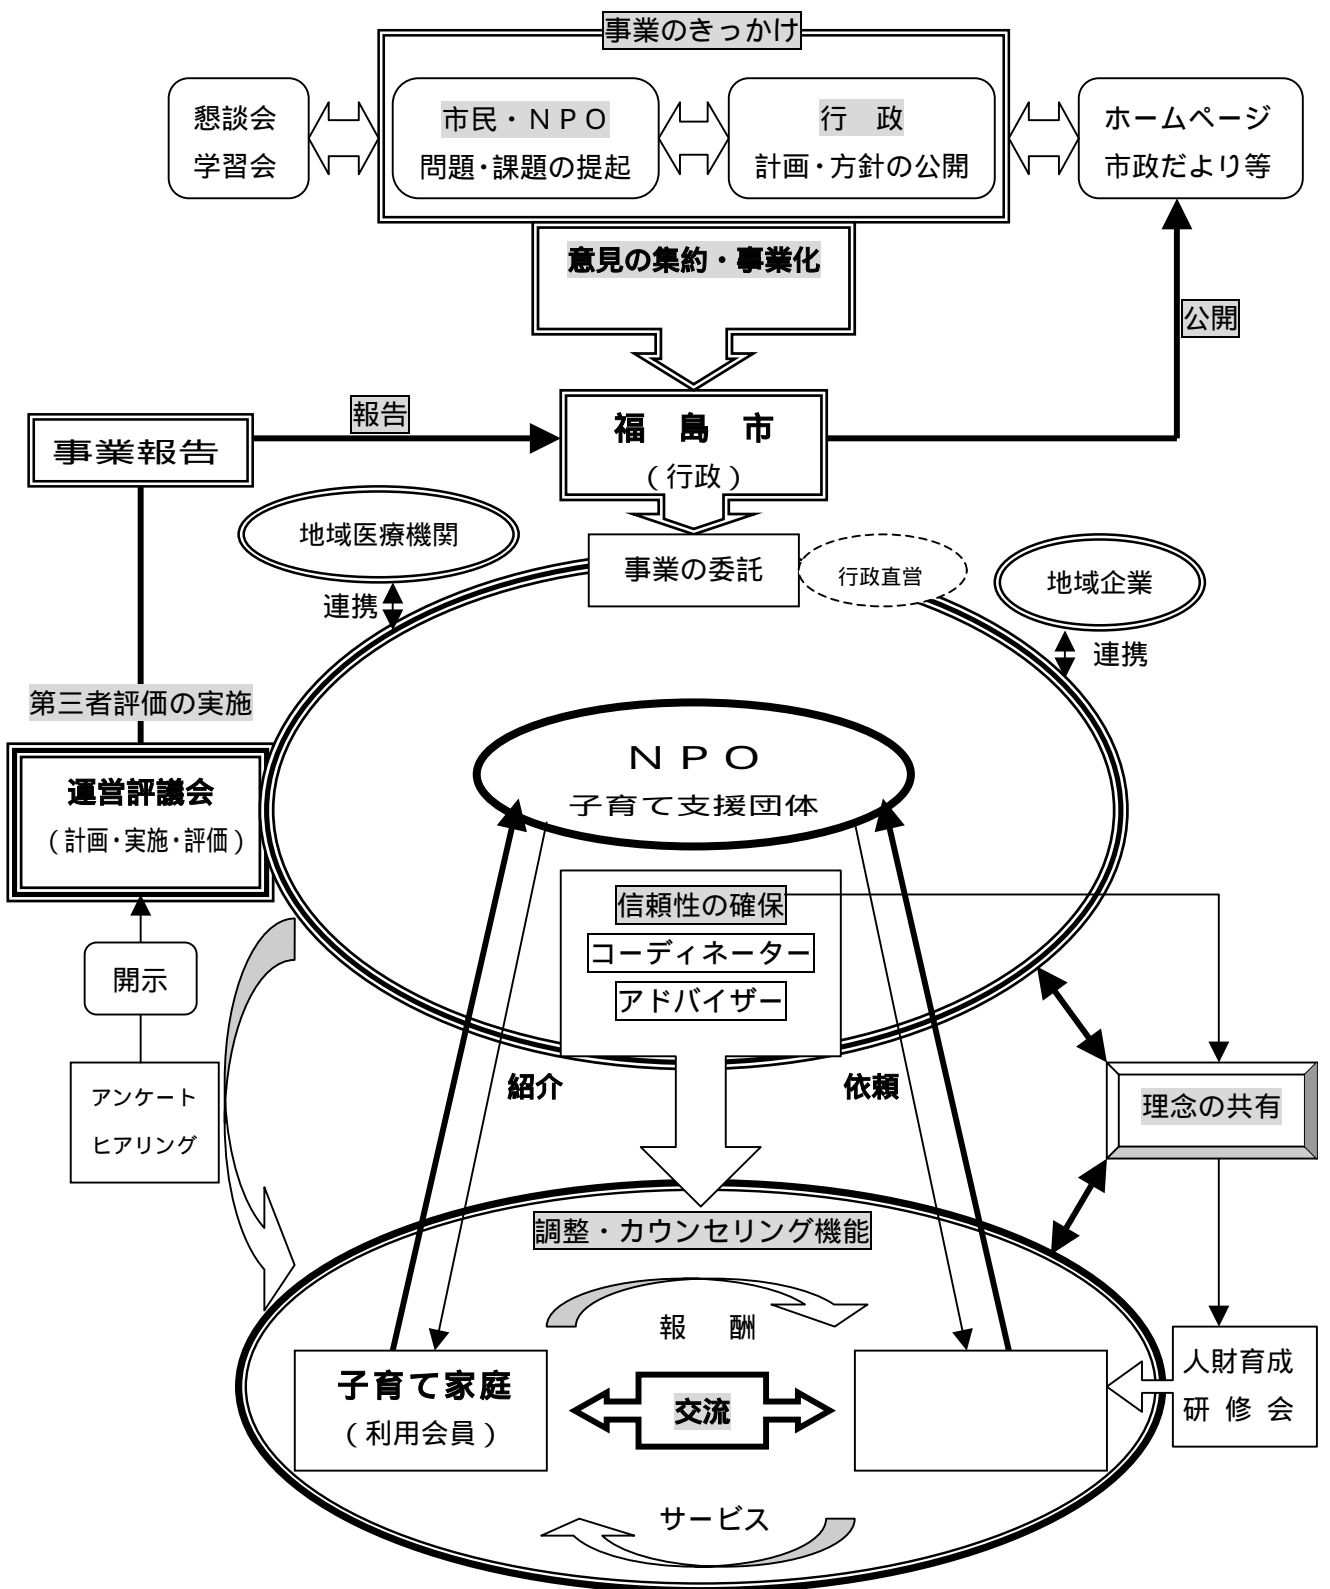 事業のきっかけ
懇談会
学習会
市民・ＮＰＯ
問題・課題の提起
行　政
計画・方針の公開
ホームページ
市政だより等
意見の集約・事業化
公開
報告
福　島　市
（行政）
事業報告
地域医療機関
事業の委託
行政直営
地域企業
連携
連携
第三者評価の実施
ＮＰＯ
子育て支援団体
運営評議会
（計画・実施・評価）
信頼性の確保
コーディネーター
アドバイザー
開示
アンケート
ヒアリング
紹介
依頼
理念の共有
調整・カウンセリング機能
報　酬
子育て家庭
（利用会員）
交流
人財育成
研修会
サービス